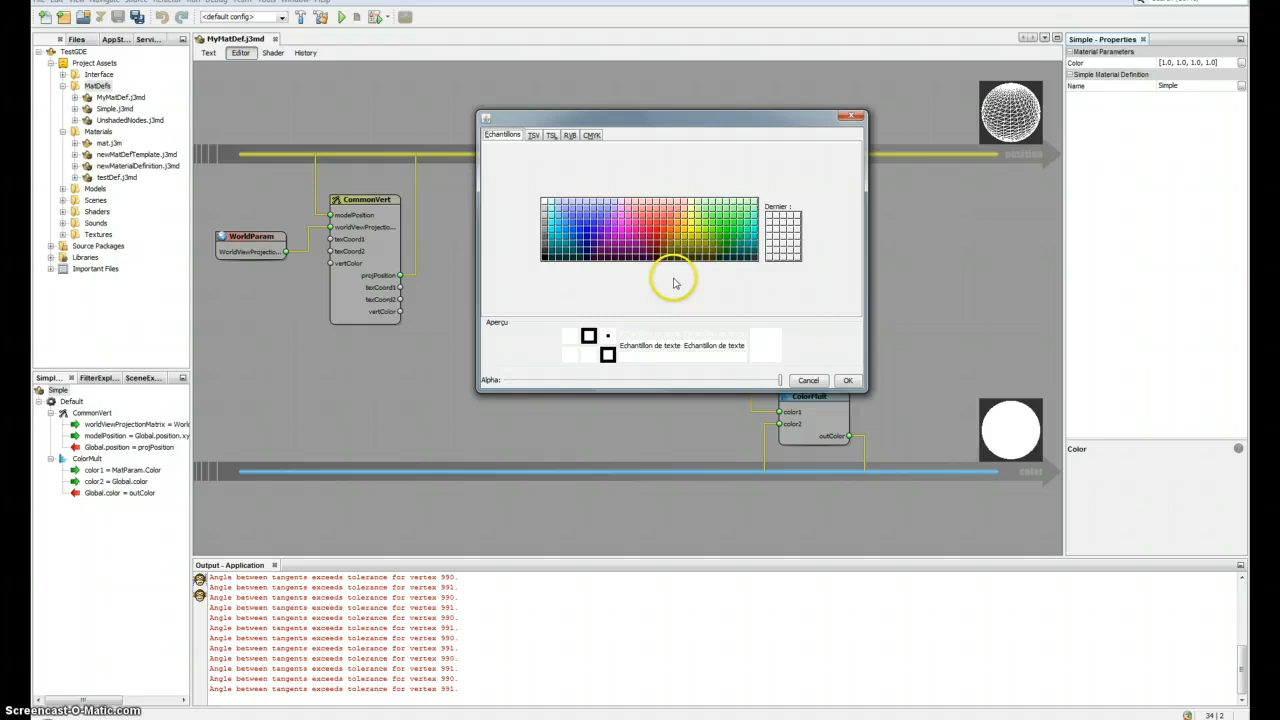 <default config>
Files
AppSt...
Servi...
TestGDE
Project Assets
Interface
MatDefs
MyMatDef.j3md
Simple.j3md
UnshadedNodes.j3md
Materials
mat.j3m
newMatDefTemplate.j3md
newMaterialDefinition.j3md
testDef.j3md
Models
Scenes
Shaders
Sounds
Textures
Source Packages
Libraries
Important Files
Simpl...
FilterExpl...
SceneEx...
Simple
Default
CommonVert
worldViewProjectionMatrix = Worl
modelPosition = Global.position.xy
Global.position = projPosition
ColorMult
color1 = MatParam.Color
color2 = Global.color
Global.color = outColor
MyMatDef.j3md
Text
Editor
Shader
History
WorldParam
WorldViewProjectio...
CommonVert
modelPosition
worldViewProjectio...
texCoord1
texCoord2
vertColor
projPosition
texCoord1
texCoord2
vertColor
position
Echantillons
TSV
TSL
RVB
CMYK
Dernier :
Aperçu
Echantillon de texte Echantillon de texte
Alpha:
Cancel
OK
ColorMult
color1
color2
outColor
color
Output - Application
Angle between tangents exceeds tolerance for vertex 990.
Angle between tangents exceeds tolerance for vertex 991.
Angle between tangents exceeds tolerance for vertex 990.
Angle between tangents exceeds tolerance for vertex 991.
Angle between tangents exceeds tolerance for vertex 990.
Angle between tangents exceeds tolerance for vertex 991.
Angle between tangents exceeds tolerance for vertex 990.
Angle between tangents exceeds tolerance for vertex 991.
Angle between tangents exceeds tolerance for vertex 990.
Angle between tangents exceeds tolerance for vertex 991.
Angle between tangents exceeds tolerance for vertex 990.
Angle between tangents exceeds tolerance for vertex 991.
Simple - Properties
Material Parameters
Color [1.0, 1.0, 1.0, 1.0]
Simple Material Definition
Name Simple
Color
34 | 2
Screencast-O-Matic.com